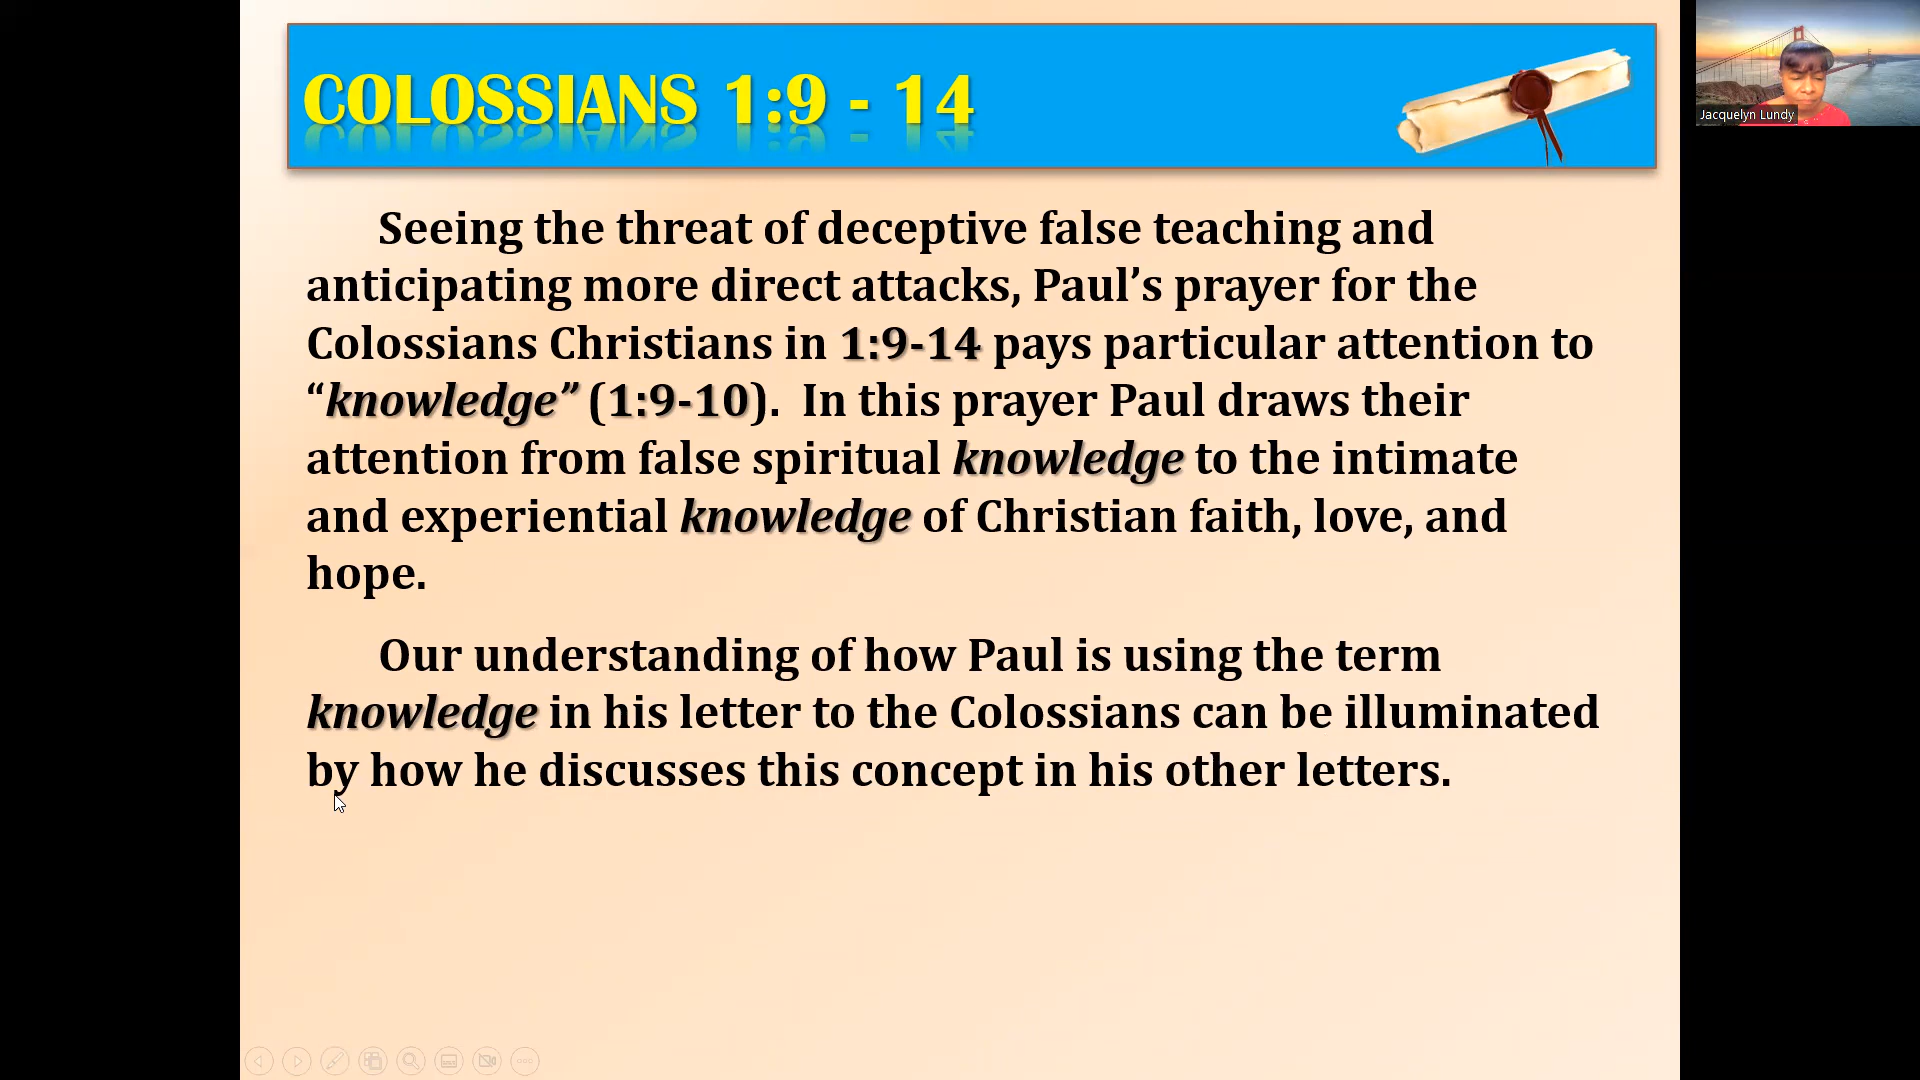 COLOSSIANS 1:9 - 14
Jacquelyn Lundy
Seeing the threat of deceptive false teaching and
anticipating more direct attacks, Paul’s prayer for the
Colossians Christians in 1:9-14 pays particular attention to
“knowledge” (1:9-10).  In this prayer Paul draws their
attention from false spiritual knowledge to the intimate
and experiential knowledge of Christian faith, love, and
hope.
Our understanding of how Paul is using the term
knowledge in his letter to the Colossians can be illuminated
by how he discusses this concept in his other letters.